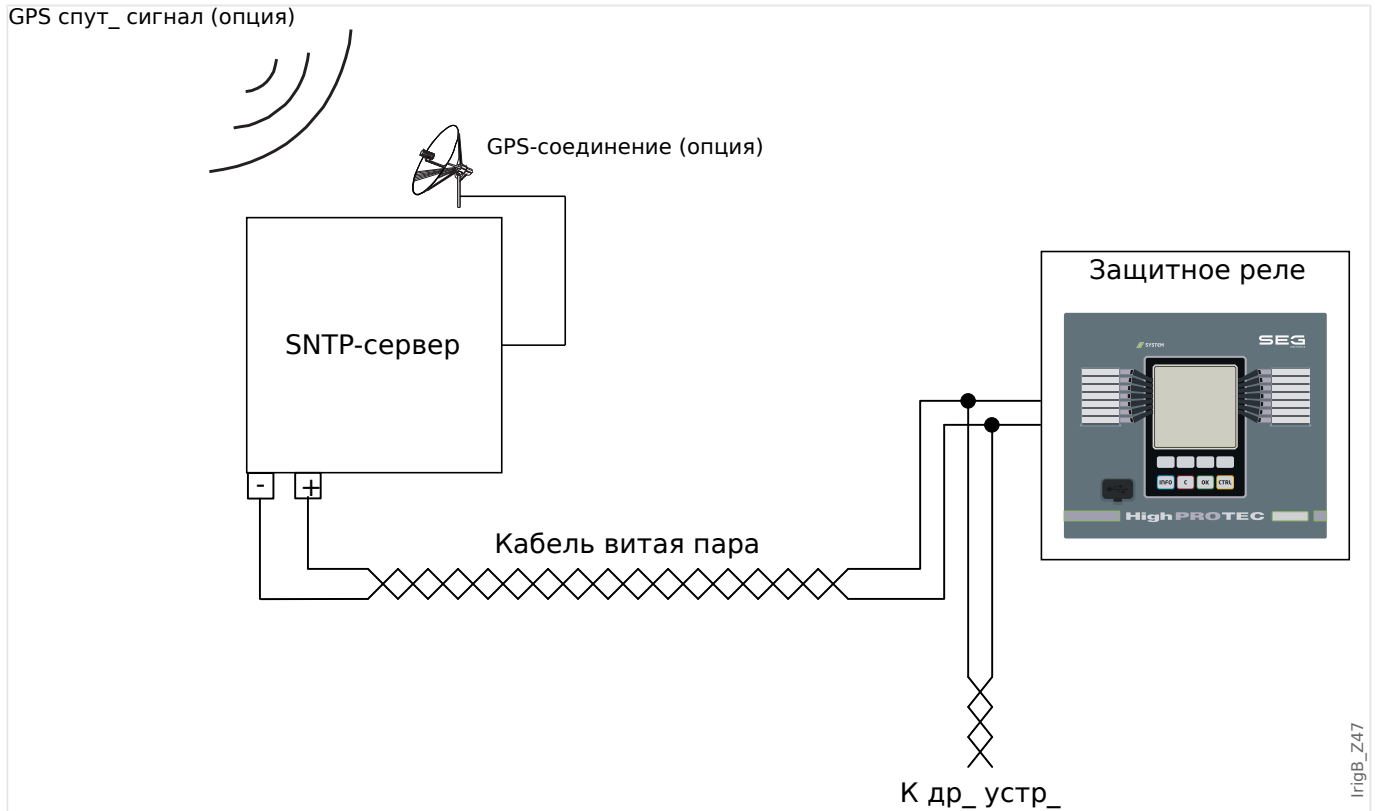 GPS спут_ сигнал (опция)
GPS-соединение (опция)
SNTP-сервер
-
+
Кабель витая пара
Защитное реле
SYSTEM
SEG
INFO C OK CTRL
HighPROTEC
К др_ устр_
IrigB_Z47